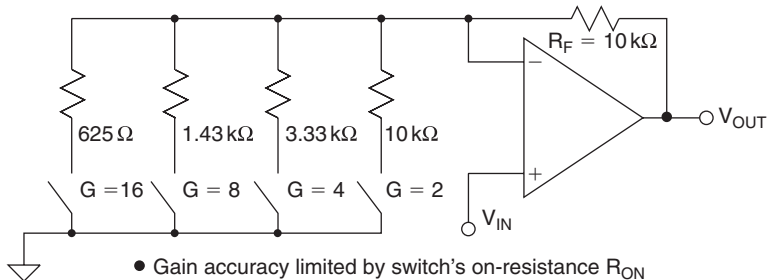 R_F = 10 kΩ
−
625 Ω
1.43 kΩ
3.33 kΩ
10 kΩ
V_OUT
+
G =16
G = 8
G = 4
G = 2
V_IN
● Gain accuracy limited by switch's on-resistance R_ON